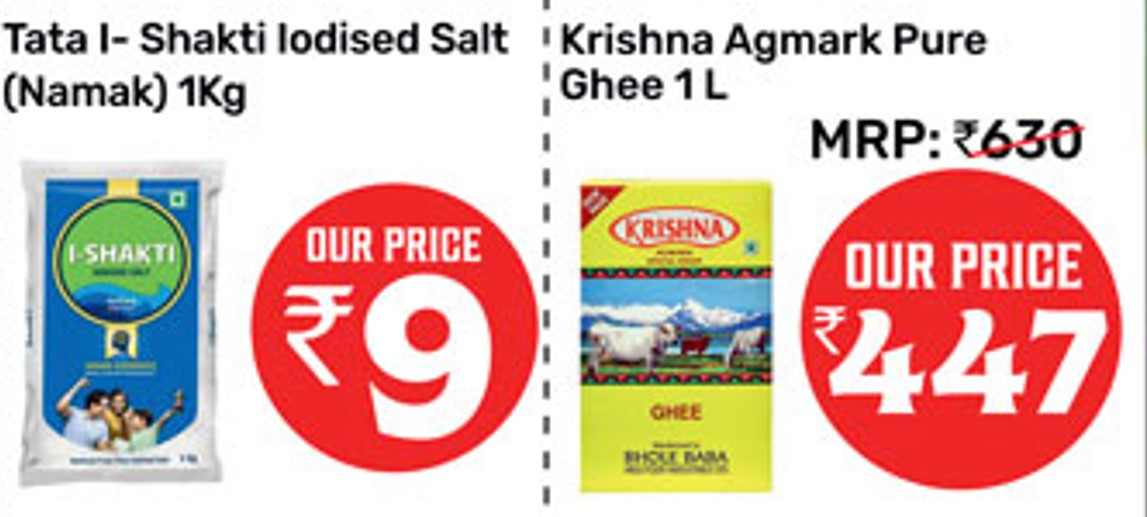 Tata I- Shakti Iodised Salt
(Namak) 1Kg
I-SHAKTI
OUR PRICE
₹9
Krishna Agmark Pure
Ghee 1 L
MRP: ₹630
KRISHNA
GHEE
BHOLE BABA
OUR PRICE
₹447